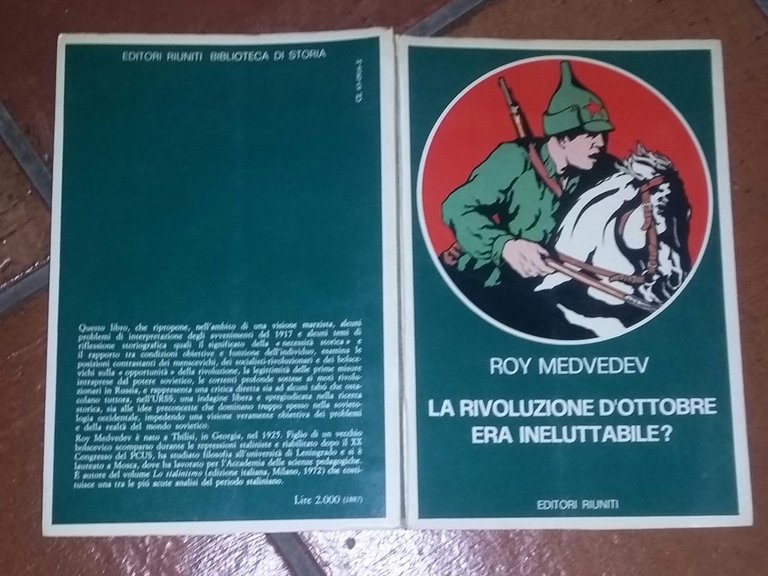 EDITORI RIUNITI BIBLIOTECA DI STORIA
Questo libro, che ripropone, nell'ambito di una visione marxista, alcuni
problemi di interpretazione degli avvenimenti del 1917 e alcuni temi di
riflessione storiografica quali il significato della «necessità storica» e
il rapporto tra condizioni obiettive e funzione dell'individuo, esamina le
posizioni contrastanti dei menscevichi, dei socialisti-rivoluzionari e dei bolsce-
vichi sulla «opportunità» della rivoluzione, la legittimità delle prime misure
intraprese dal potere sovietico, le correnti profonde sottese ai moti rivolu-
zionari in Russia, e rappresenta una critica diretta sia ad alcuni tabù che osta-
colano tuttora, nell'URSS, una indagine libera e spregiudicata nella ricerca
storica, sia alle idee preconcette che dominano troppo spesso nella sovieto-
logia occidentale, impedendo una visione veramente obiettiva dei problemi
e della realtà del mondo sovietico.
Roy Medvedev è nato a Tbilisi, in Georgia, nel 1925. Figlio di un vecchio
bolscevico scomparso durante le repressioni staliniste e riabilitato dopo il XX
Congresso del PCUS, ha studiato filosofia all'università di Leningrado e si è
laureato a Mosca, dove ha lavorato per l'Accademia delle scienze pedagogiche.
È autore del volume Lo stalinismo (edizione italiana, Milano, 1972) che costi-
tuisce una tra le più acute analisi del periodo staliniano.
Lire 2.000 (1887)
ROY MEDVEDEV
LA RIVOLUZIONE D'OTTOBRE
ERA INELUTTABILE?
EDITORI RIUNITI